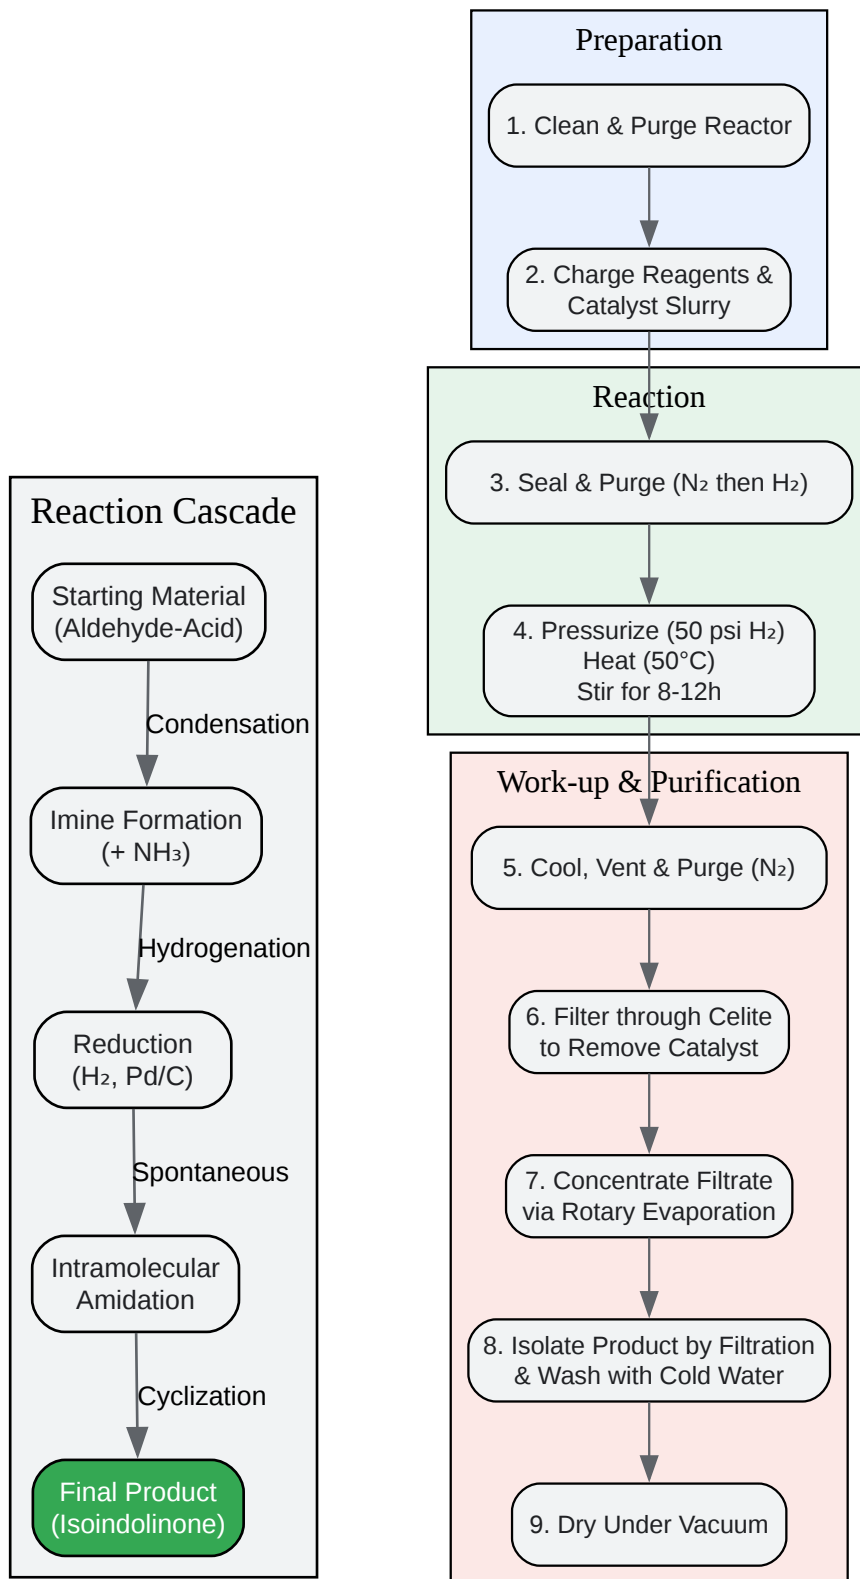 Preparation
1. Clean & Purge Reactor
2. Charge Reagents &
Catalyst Slurry
Reaction
3. Seal & Purge (N₂ then H₂)
4. Pressurize (50 psi H₂)
Heat (50°C)
Stir for 8-12h
Work-up & Purification
5. Cool, Vent & Purge (N₂)
6. Filter through Celite
to Remove Catalyst
7. Concentrate Filtrate
via Rotary Evaporation
8. Isolate Product by Filtration
& Wash with Cold Water
9. Dry Under Vacuum
Reaction Cascade
Starting Material
(Aldehyde-Acid)
Condensation
Imine Formation
(+ NH₃)
Hydrogenation
Reduction
(H₂, Pd/C)
Spontaneous
Intramolecular
Amidation
Cyclization
Final Product
(Isoindolinone)